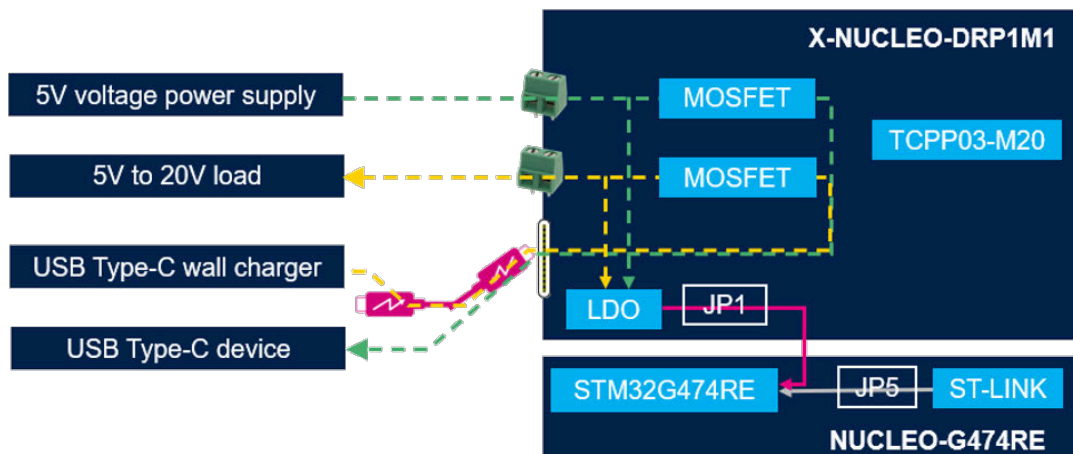 X-NUCLEO-DRP1M1
5V voltage power supply
MOSFET
TCPP03-M20
5V to 20V load
MOSFET
USB Type-C wall charger
LDO
JP1
USB Type-C device
STM32G474RE
JP5
ST-LINK
NUCLEO-G474RE